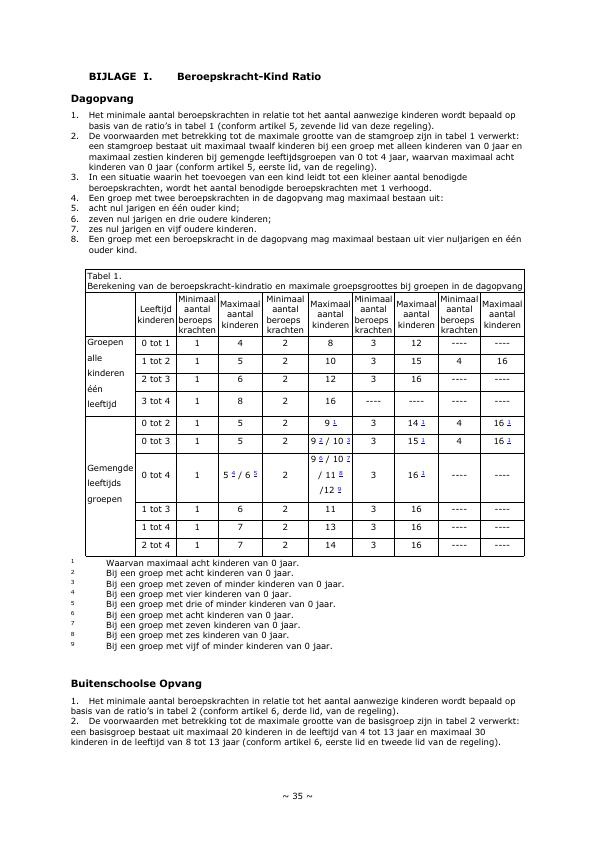 BIJLAGE I. Beroepskracht-Kind Ratio
Dagopvang
1. Het minimale aantal beroepskrachten in relatie tot het aantal aanwezige kinderen wordt bepaald op
basis van de ratio's in tabel 1 (conform artikel 5, zevende lid van deze regeling).
2. De voorwaarden met betrekking tot de maximale grootte van de stamgroep zijn in tabel 1 verwerkt:
een stamgroep bestaat uit maximaal twaalf kinderen bij een groep met alleen kinderen van 0 jaar en
maximaal zestien kinderen bij gemengde leeftijdsgroepen van 0 tot 4 jaar, waarvan maximaal acht
kinderen van 0 jaar (conform artikel 5, eerste lid, van de regeling).
3. In een situatie waarin het toevoegen van een kind leidt tot een kleiner aantal benodigde
beroepskrachten, wordt het aantal benodigde beroepskrachten met 1 verhoogd.
4. Een groep met twee beroepskrachten in de dagopvang mag maximaal bestaan uit:
5. acht nul jarigen en één ouder kind;
6. zeven nul jarigen en drie oudere kinderen;
7. zes nul jarigen en vijf oudere kinderen.
8. Een groep met een beroepskracht in de dagopvang mag maximaal bestaan uit vier nuljarigen en één
ouder kind.
Tabel 1.
Berekening van de beroepskracht-kindratio en maximale groepsgroottes bij groepen in de dagopvang
Leeftijd kinderen Minimaal aantal beroeps krachten Maximaal aantal kinderen Minimaal aantal beroeps krachten Maximaal aantal kinderen Minimaal aantal beroeps krachten Maximaal aantal kinderen Minimaal aantal beroeps krachten Maximaal aantal kinderen
Groepen alle kinderen één leeftijd
0 tot 1 1 4 2 8 3 12 ---- ----
1 tot 2 1 5 2 10 3 15 4 16
2 tot 3 1 6 2 12 3 16 ---- ----
3 tot 4 1 8 2 16 ---- ---- ---- ----
Gemengde leeftijds groepen
0 tot 2 1 5 2 9 1 3 14 1 4 16 1
0 tot 3 1 5 2 9 2 / 10 3 3 15 1 4 16 1
0 tot 4 1 5 4 / 6 5 2 9 6 / 10 7 / 11 8 /12 9 3 16 1 ---- ----
1 tot 3 1 6 2 11 3 16 ---- ----
1 tot 4 1 7 2 13 3 16 ---- ----
2 tot 4 1 7 2 14 3 16 ---- ----
1 Waarvan maximaal acht kinderen van 0 jaar.
2 Bij een groep met acht kinderen van 0 jaar.
3 Bij een groep met zeven of minder kinderen van 0 jaar.
4 Bij een groep met vier kinderen van 0 jaar.
5 Bij een groep met drie of minder kinderen van 0 jaar.
6 Bij een groep met acht kinderen van 0 jaar.
7 Bij een groep met zeven kinderen van 0 jaar.
8 Bij een groep met zes kinderen van 0 jaar.
9 Bij een groep met vijf of minder kinderen van 0 jaar.
Buitenschoolse Opvang
1. Het minimale aantal beroepskrachten in relatie tot het aantal aanwezige kinderen wordt bepaald op
basis van de ratio's in tabel 2 (conform artikel 6, derde lid, van de regeling).
2. De voorwaarden met betrekking tot de maximale grootte van de basisgroep zijn in tabel 2 verwerkt:
een basisgroep bestaat uit maximaal 20 kinderen in de leeftijd van 4 tot 13 jaar en maximaal 30
kinderen in de leeftijd van 8 tot 13 jaar (conform artikel 6, eerste lid en tweede lid van de regeling).
~ 35 ~